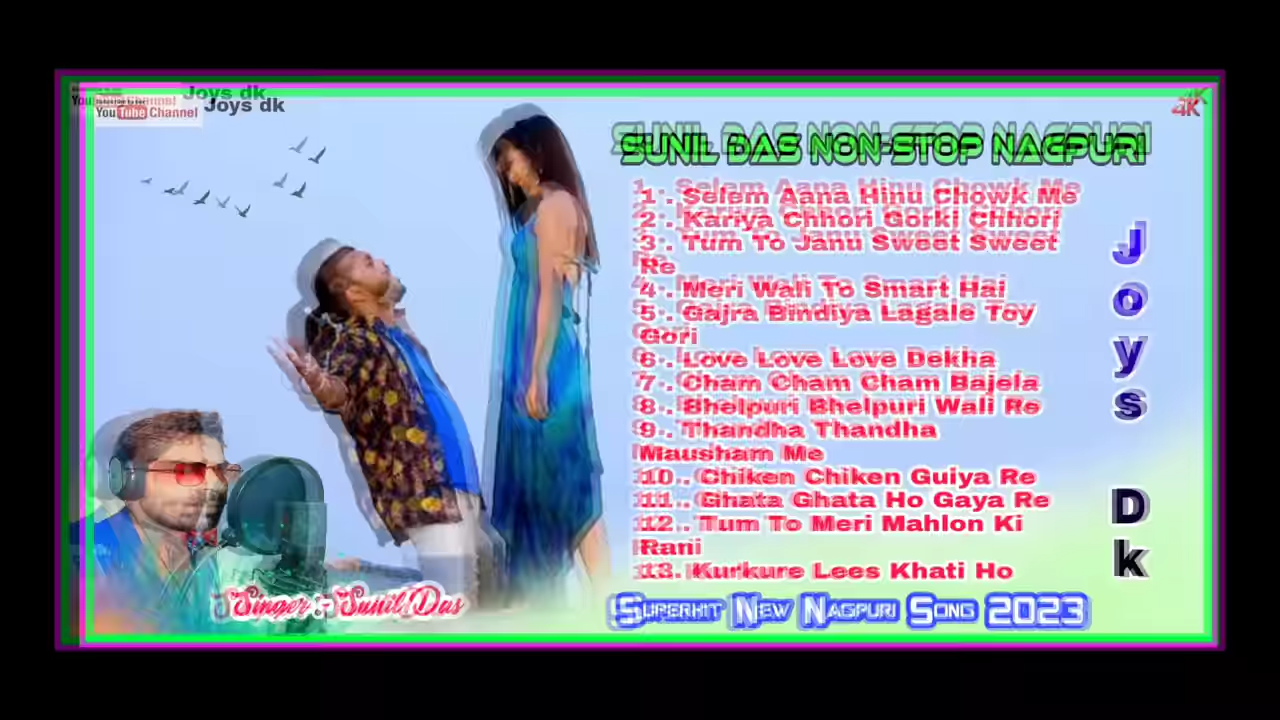 YouTube Channel
Joys dk
4K
SUNIL DAS NON-STOP NAGPURI
1 . Selem Aana Hinu Chowk Me
2 . Kariya Chhori Gorki Chhori
3 . Tum To Janu Sweet Sweet
Re
4 . Meri Wali To Smart Hai
5 . Gajra Bindiya Lagale Toy
Gori
6 . Love Love Love Dekha
7 . Cham Cham Cham Bajela
8 . Bhelpuri Bhelpuri Wali Re
9 . Thandha Thandha
Mausham Me
10 . Chiken Chiken Guiya Re
11 . Ghata Ghata Ho Gaya Re
12 . Tum To Meri Mahlon Ki
Rani
13. Kurkure Lees Khati Ho
Joys Dk
Singer :- Sunil Das
Superhit New Nagpuri Song 2023